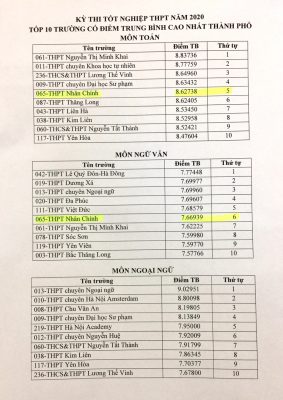 KỲ THI TỐT NGHIỆP THPT NĂM 2020
TỐP 10 TRƯỜNG CÓ ĐIỂM TRUNG BÌNH CAO NHẤT THÀNH PHỐ
MÔN TOÁN
Tên trường Điểm TB Thứ tự
061-THPT Nguyễn Thị Minh Khai 8.83736 1
011-THPT chuyên Khoa học tự nhiên 8.77759 2
236-THCS&THPT Lương Thế Vinh 8.64960 3
009-THPT chuyên Đại học Sư phạm 8.63432 4
065-THPT Nhân Chính 8.62738 5
087-THPT Thăng Long 8.62405 6
043-THPT Liên Hà 8.53450 7
038-THPT Kim Liên 8.52958 8
060-THCS&THPT Nguyễn Tất Thành 8.52421 9
117-THPT Yên Hòa 8.47604 10
MÔN NGỮ VĂN
Tên trường Điểm TB Thứ tự
042-THPT Lê Quý Đôn-Hà Đông 7.77448 1
019-THPT Dương Xá 7.69977 2
013-THPT chuyên Ngoại ngữ 7.69960 3
020-THPT Đa Phúc 7.69607 4
111-THPT Việt Đức 7.68579 5
065-THPT Nhân Chính 7.66939 6
061-THPT Nguyễn Thị Minh Khai 7.62225 7
078-THPT Sóc Sơn 7.59980 8
119-THPT Yên Viên 7.59770 9
003-THPT Bắc Thăng Long 7.57766 10
MÔN NGOẠI NGỮ
Tên trường Điểm TB Thứ tự
013-THPT chuyên Ngoại ngữ 9.02951 1
010-THPT chuyên Hà Nội Amsterdam 8.80098 2
008-THPT Chu Văn An 8.19805 3
009-THPT chuyên Đại học Sư phạm 8.13849 4
219-THPT Hà Nội Academy 7.95000 5
012-THPT chuyên Nguyễn Huệ 7.92009 6
060-THCS&THPT Nguyễn Tất Thành 7.91799 7
038-THPT Kim Liên 7.86345 8
117-THPT Yên Hòa 7.70377 9
236-THCS&THPT Lương Thế Vinh 7.67800 10